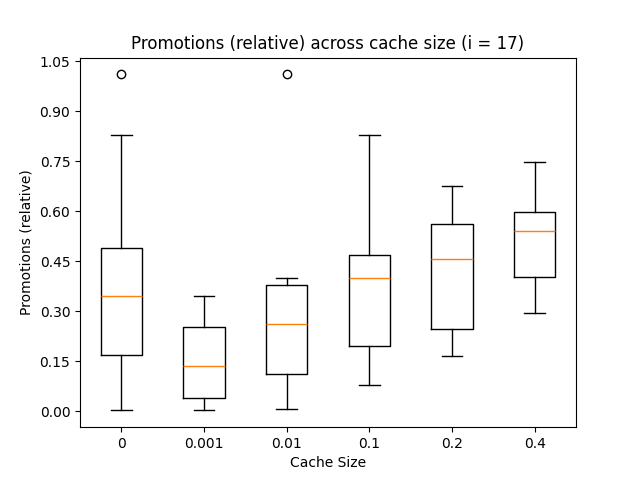 Promotions (relative) across cache size (i = 17)
1.05
0.90
0.75
0.60
0.45
0.30
0.15
0.00
Promotions (relative)
0 0.001 0.01 0.1 0.2 0.4
Cache Size